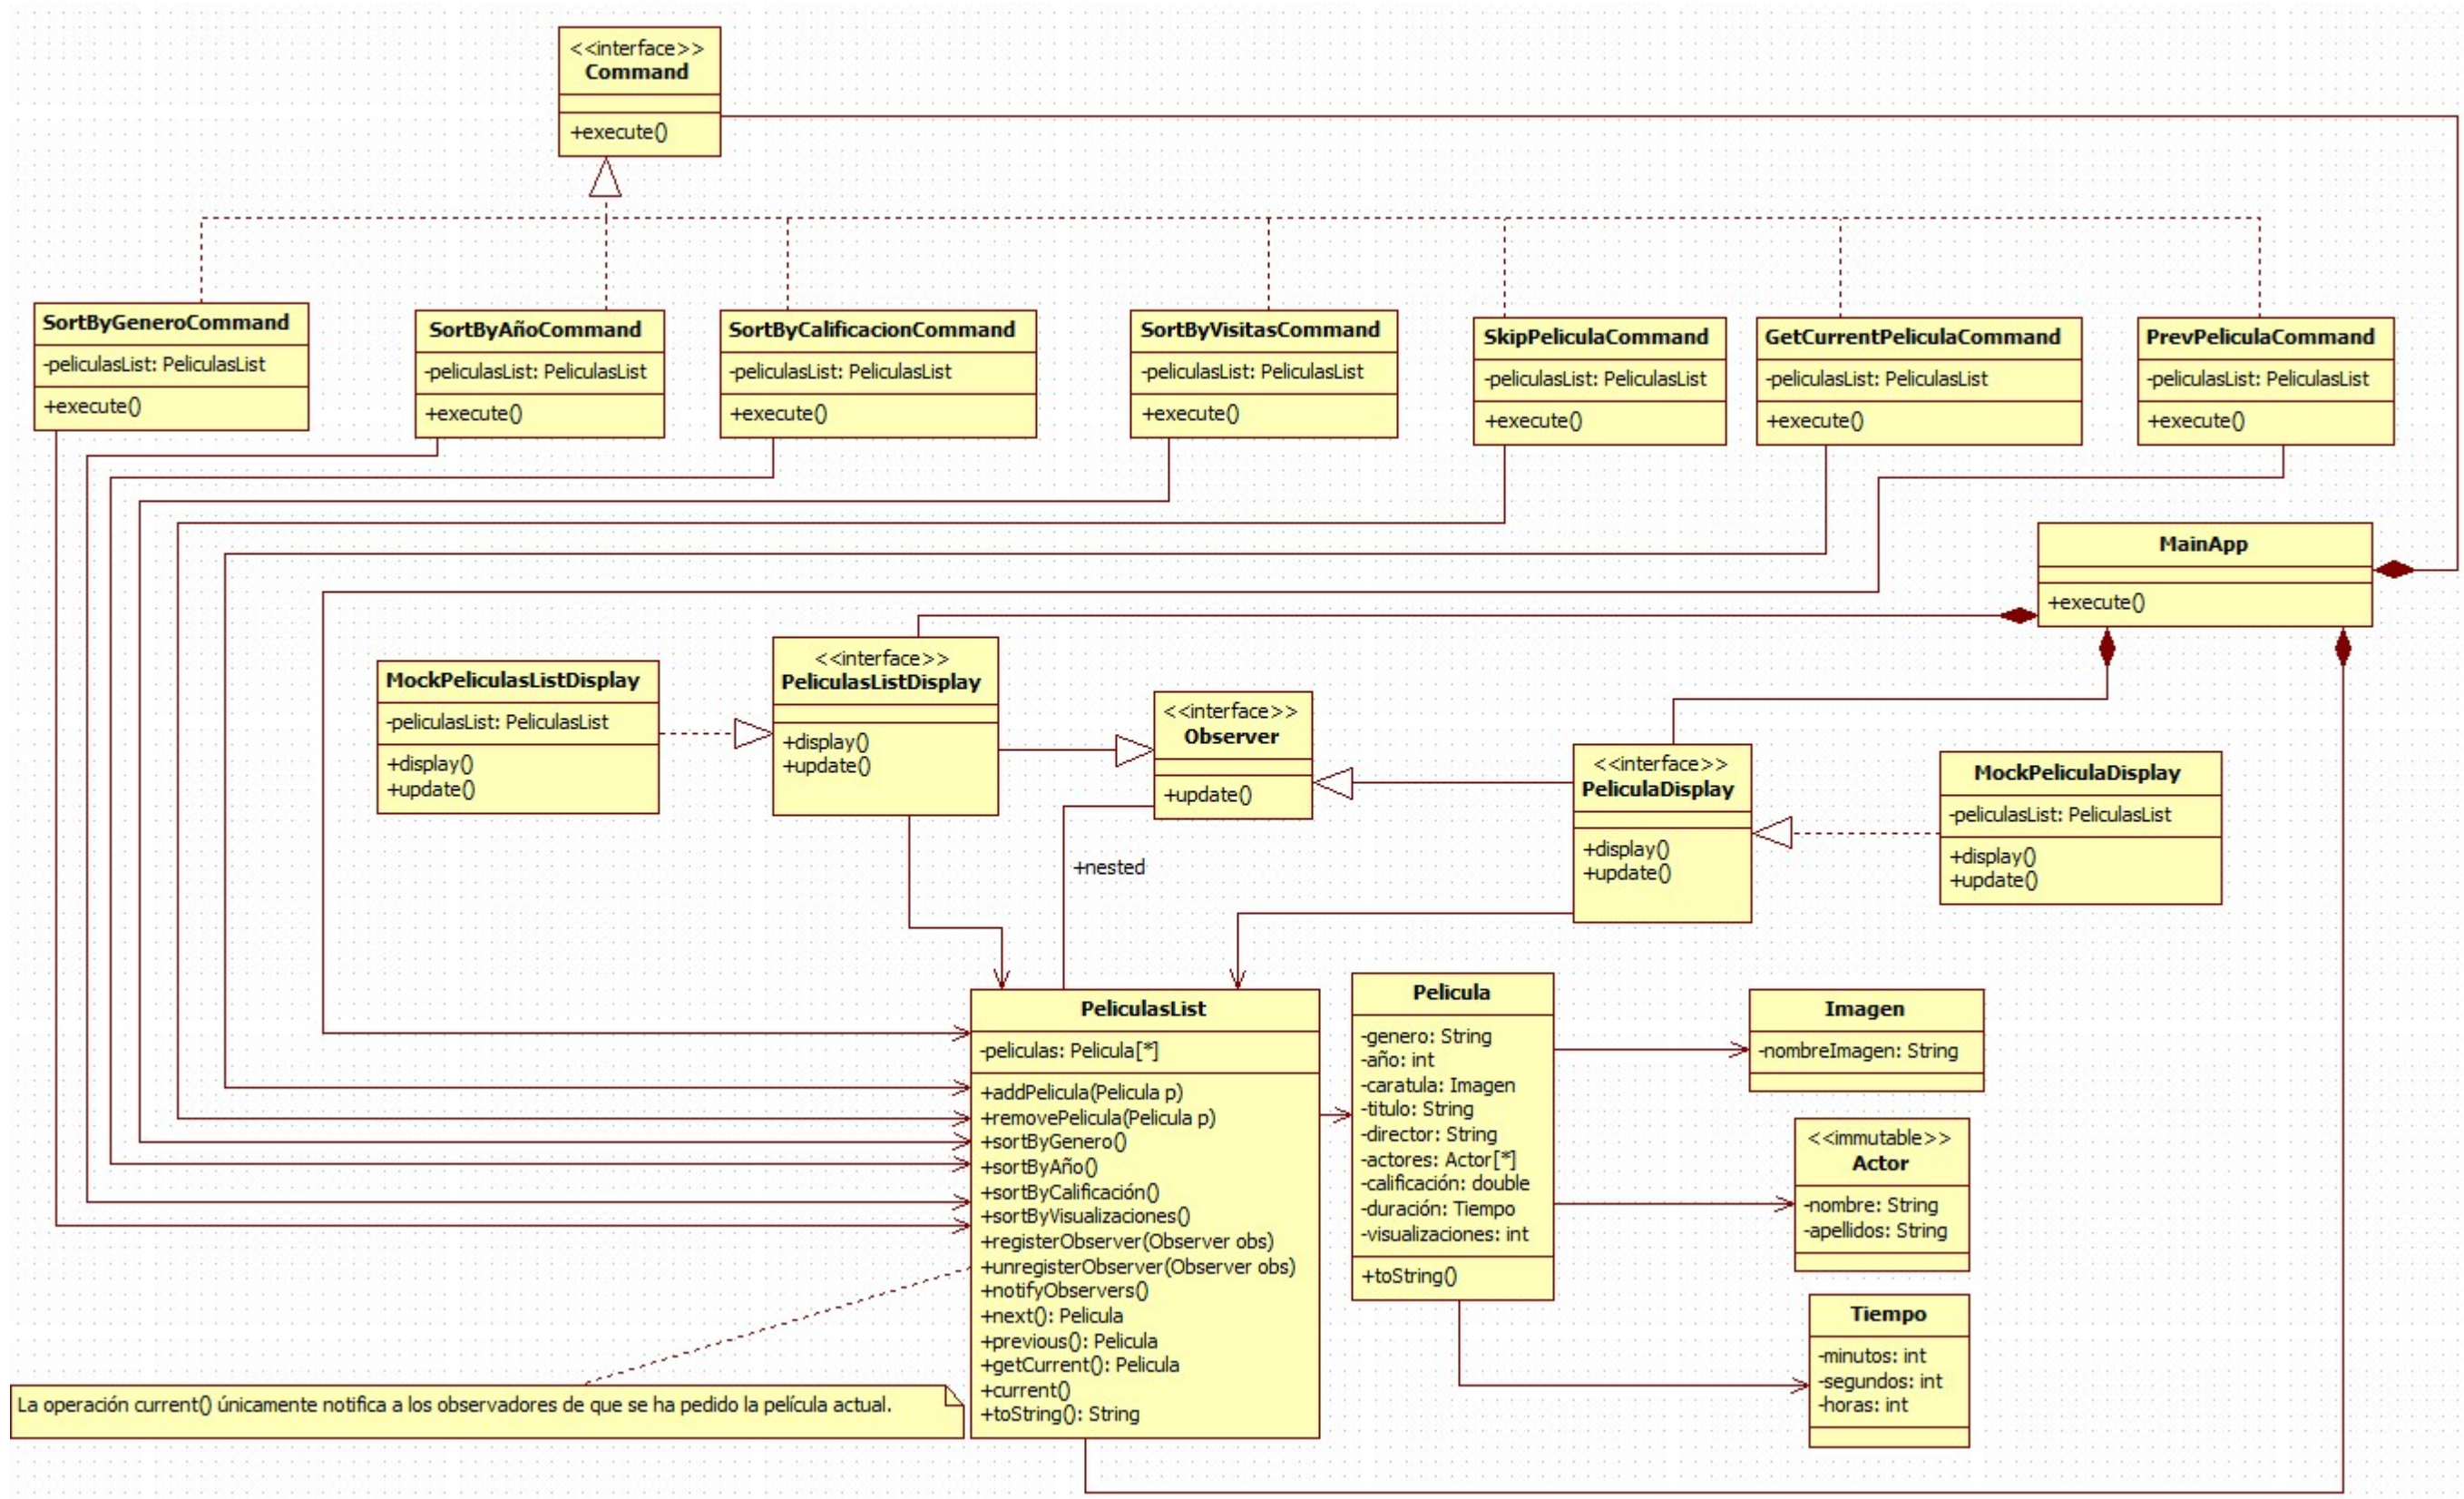 <<interface>>
Command
+execute()
SortByGeneroCommand
-peliculasList: PeliculasList
+execute()
SortByAñoCommand
-peliculasList: PeliculasList
+execute()
SortByCalificacionCommand
-peliculasList: PeliculasList
+execute()
SortByVisitasCommand
-peliculasList: PeliculasList
+execute()
SkipPeliculaCommand
-peliculasList: PeliculasList
+execute()
GetCurrentPeliculaCommand
-peliculasList: PeliculasList
+execute()
PrevPeliculaCommand
-peliculasList: PeliculasList
+execute()
MainApp
+execute()
MockPeliculasListDisplay
-peliculasList: PeliculasList
+display()
+update()
<<interface>>
PeliculasListDisplay
+display()
+update()
<<interface>>
Observer
+update()
+nested
<<interface>>
PeliculaDisplay
+display()
+update()
MockPeliculaDisplay
-peliculasList: PeliculasList
+display()
+update()
PeliculasList
-peliculas: Pelicula[*]
+addPelicula(Pelicula p)
+removePelicula(Pelicula p)
+sortByGenero()
+sortByAño()
+sortByCalificación()
+sortByVisualizaciones()
+registerObserver(Observer obs)
+unregisterObserver(Observer obs)
+notifyObservers()
+next(): Pelicula
+previous(): Pelicula
+getCurrent(): Pelicula
+current()
+toString(): String
Pelicula
-genero: String
-año: int
-caratula: Imagen
-titulo: String
-director: String
-actores: Actor[*]
-calificación: double
-duración: Tiempo
-visualizaciones: int
+toString()
Imagen
-nombreImagen: String
<<immutable>>
Actor
-nombre: String
-apellidos: String
Tiempo
-minutos: int
-segundos: int
-horas: int
La operación current() únicamente notifica a los observadores de que se ha pedido la película actual.